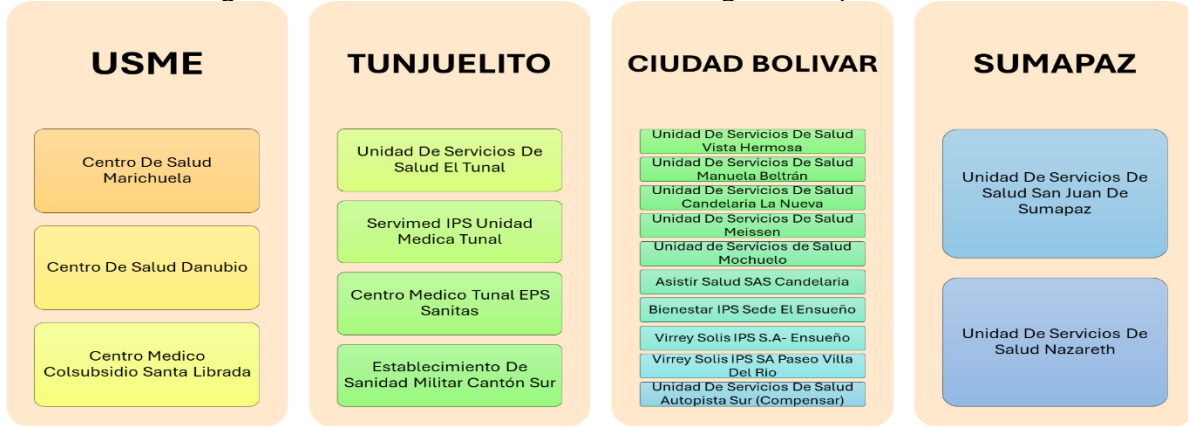 USME
Centro De Salud
Marichuela
Centro De Salud Danubio
Centro Medico
Colsubsidio Santa Librada
TUNJUELITO
Unidad De Servicios De
Salud El Tunal
Servimed IPS Unidad
Medica Tunal
Centro Medico Tunal EPS
Sanitas
Establecimiento De
Sanidad Militar Cantón Sur
CIUDAD BOLIVAR
Unidad De Servicios De Salud
Vista Hermosa
Unidad De Servicios De Salud
Manuela Beltrán
Unidad De Servicios De Salud
Candelaria La Nueva
Unidad De Servicios De Salud
Meissen
Unidad de Servicios de Salud
Mochuelo
Asistir Salud SAS Candelaria
Bienestar IPS Sede El Ensueño
Virrey Solis IPS S.A- Ensueño
Virrey Solis IPS SA Paseo Villa
Del Rio
Unidad De Servicios De Salud
Autopista Sur (Compensar)
SUMAPAZ
Unidad De Servicios De
Salud San Juan De
Sumapaz
Unidad De Servicios De
Salud Nazareth